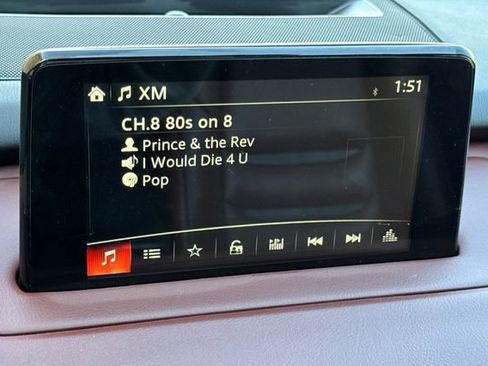 XM
1:51
CH.8 80s on 8
Prince & the Rev
I Would Die 4 U
Pop